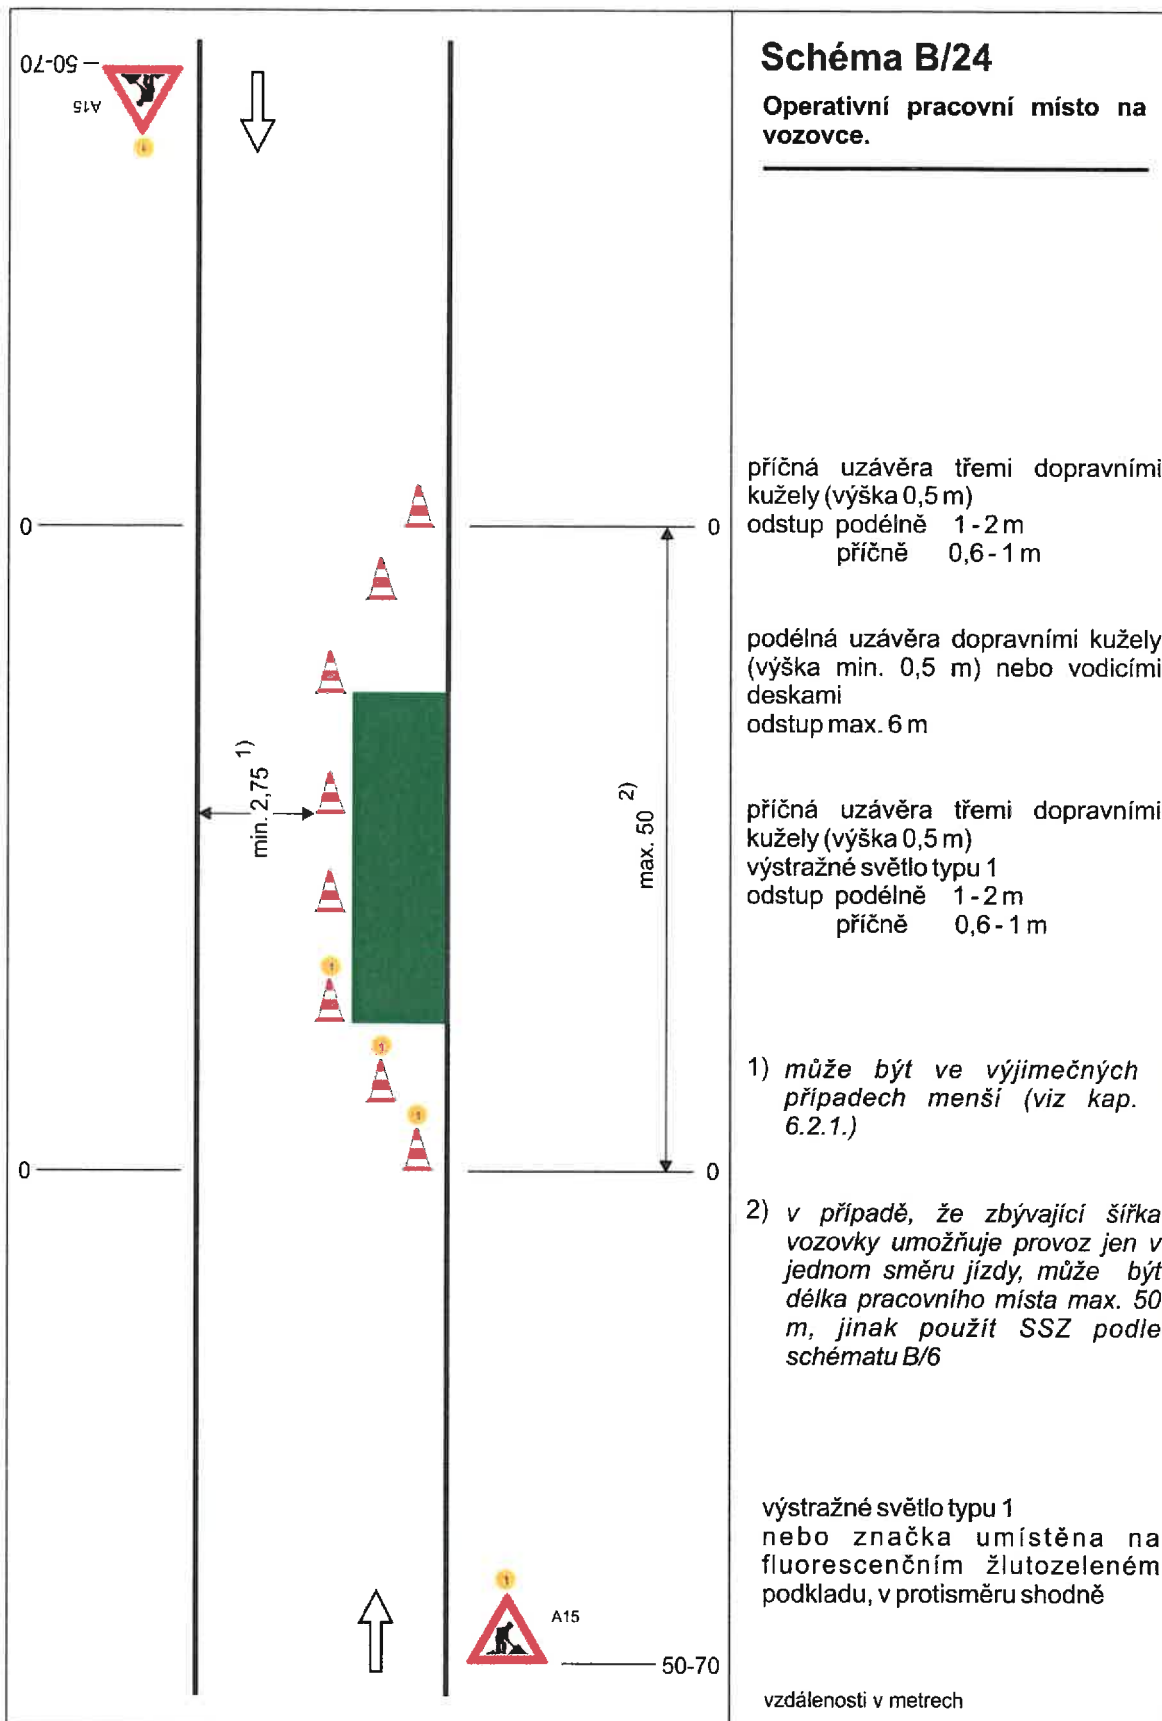 50-70
A15
0
0
min. 2,75 1)
max. 50 2)
0
0
A15
50-70
Schéma B/24
Operativní pracovní místo na
vozovce.
příčná uzávěra třemi dopravními
kužely (výška 0,5 m)
odstup podélně 1 - 2 m
příčně 0,6 - 1 m
podélná uzávěra dopravními kužely
(výška min. 0,5 m) nebo vodicími
deskami
odstup max. 6 m
příčná uzávěra třemi dopravními
kužely (výška 0,5 m)
výstražné světlo typu 1
odstup podélně 1 - 2 m
příčně 0,6 - 1 m
1) může být ve výjimečných
případech menší (viz kap.
6.2.1.)
2) v případě, že zbývající šířka
vozovky umožňuje provoz jen v
jednom směru jízdy, může být
délka pracovního místa max. 50
m, jinak použít SSZ podle
schématu B/6
výstražné světlo typu 1
nebo značka umístěna na
fluorescenčním žlutozeleném
podkladu, v protisměru shodně
vzdálenosti v metrech